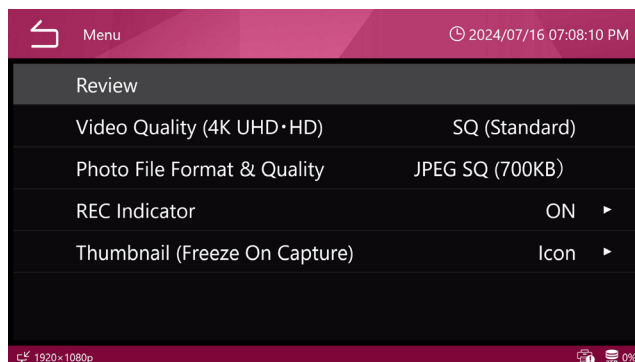 Menu 2024/07/16 07:08:10 PM
Review
Video Quality (4K UHD･HD) SQ (Standard)
Photo File Format & Quality JPEG SQ (700KB）
REC Indicator ON ►
Thumbnail (Freeze On Capture) Icon ►
1920×1080p 0%